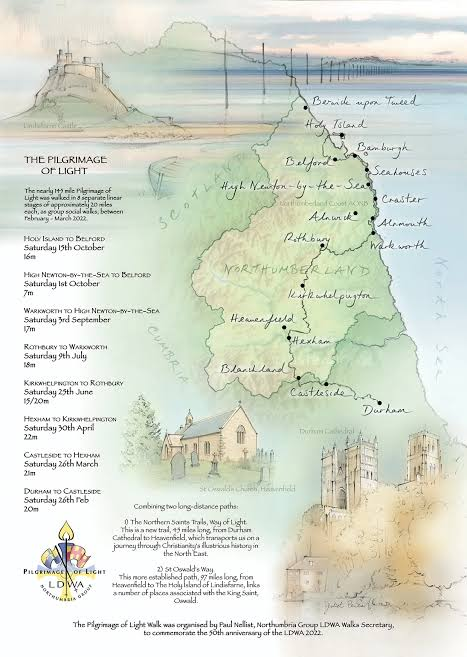 Berwick upon Tweed
Holy Island
Bamburgh
Belford
Seahouses
High Newton-by-the-Sea
Craster
Northumberland Coast AONB
Alnwick
Alnmouth
Rothbury
Warkworth
SCOTLAND
NORTHUMBERLAND
Kirkwhelpington
NORTH SEA
CUMBRIA
Heavenfield
Hexham
Blanchland
Castleside
Durham
Lindisfarne Castle
THE PILGRIMAGE
OF LIGHT
The nearly 145 mile Pilgrimage of
Light was walked in 8 separate linear
stages of approximately 20 miles
each, as group social walks; between
February - March 2022.
HOLY ISLAND TO BELFORD
Saturday 15th October
16m
HIGH NEWTON-BY-THE-SEA TO BELFORD
Saturday 1st October
7m
WARKWORTH TO HIGH NEWTON-BY-THE-SEA
Saturday 3rd September
17m
ROTHBURY TO WARKWORTH
Saturday 9th July
18m
KIRKWHELPINGTON TO ROTHBURY
Saturday 25th June
15/20m
HEXHAM TO KIRKWHELPINGTON
Saturday 30th April
22m
CASTLESIDE TO HEXHAM
Saturday 26th March
21m
DURHAM TO CASTLESIDE
Saturday 26th Feb
20m
Durham Cathedral
St Oswald's Church, Heavenfield
Combining two long-distance paths:
1) The Northern Saints Trails, Way of Light.
This is a new trail, 45 miles long, from Durham
Cathedral to Heavenfield, which transports us on a
journey through Christianity's illustrious history in
the North East.
2) St Oswald's Way
This more established path, 97 miles long, from
Heavenfield to The Holy Island of Lindisfarne, links
a number of places associated with the King Saint,
Oswald.
PILGRIMAGES OF LIGHT
LDWA
NORTHUMBRIA GROUP
The Pilgrimage of Light Walk was organised by Paul Nellist, Northumbria Group LDWA Walks Secretary,
to commemorate the 50th anniversary of the LDWA 2022.